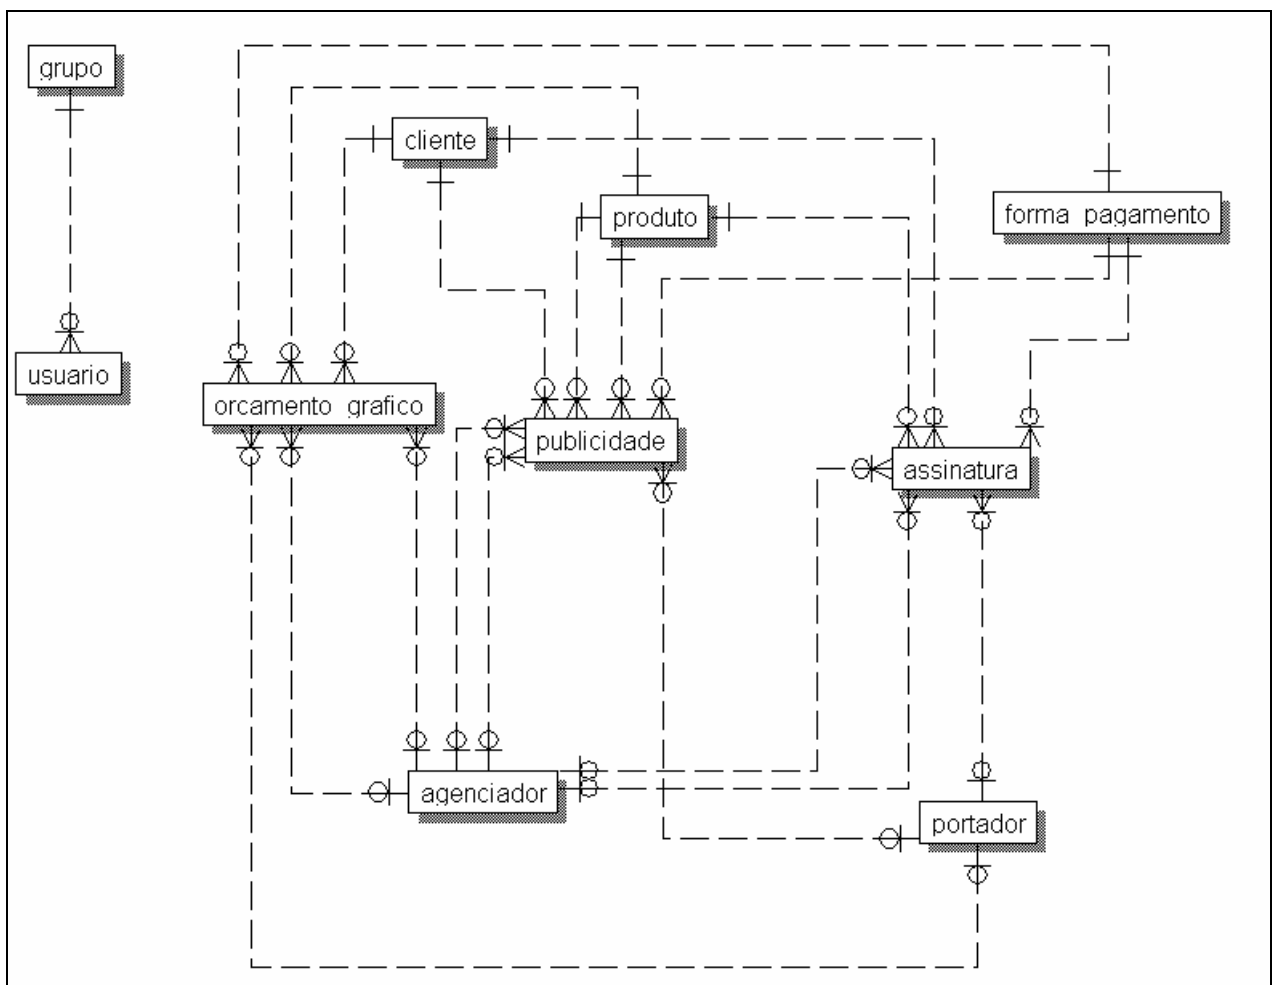 grupo
cliente
produto
forma pagamento
usuario
orcamento grafico
publicidade
assinatura
agenciador
portador